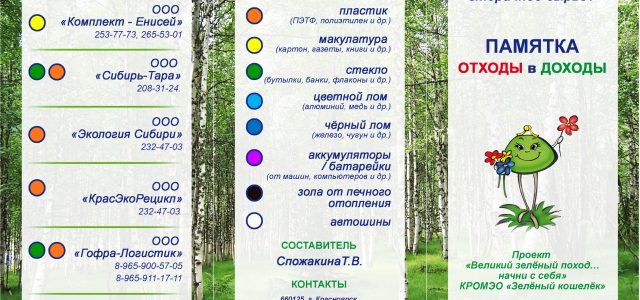 ООО
«Комплект - Енисей»
253-77-73, 265-53-01
ООО
«Сибирь-Тара»
208-31-24.
ООО
«Экология Сибири»
232-47-03
ООО
«КрасЭкоРецикл»
232-47-03.
ООО
«Гофра-Логистик»
8-965-900-57-05
8-965-911-17-11
пластик
(ПЭТФ, полиэтилен и др.)
макулатура
(картон, газеты, книги и др.)
стекло
(бутылки, банки, флаконы и др.)
цветной лом
(алюминий, медь и др.)
чёрный лом
(железо, чугун и др.)
аккумуляторы
/ батарейки
(от машин, компьютеров и др.)
зола от печного
отопления
автошины
СОСТАВИТЕЛЬ
СпожакинаТ.В.
КОНТАКТЫ
660125, г. Красноярск
ПАМЯТКА
ОТХОДЫ в ДОХОДЫ
Проект
«Великий зелёный поход...
начни с себя»
КРОМЭО «Зелёный кошелёк»